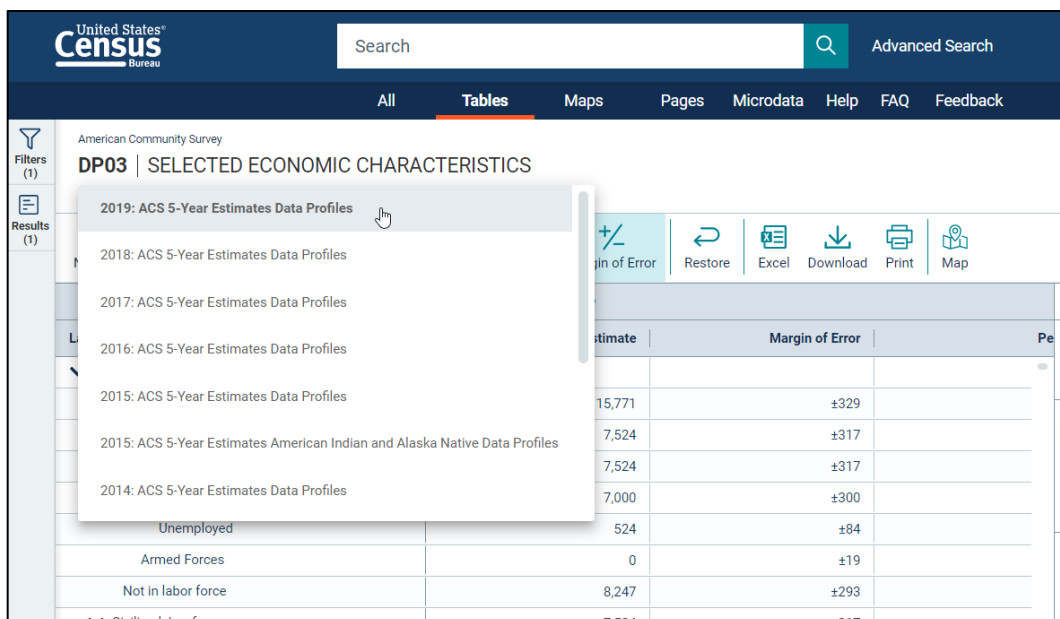 United States®
Census
Bureau
Search
Advanced Search
All Tables Maps Pages Microdata Help FAQ Feedback
Filters
(1)
Results
(1)
American Community Survey
DP03 | SELECTED ECONOMIC CHARACTERISTICS
2019: ACS 5-Year Estimates Data Profiles
2018: ACS 5-Year Estimates Data Profiles
2017: ACS 5-Year Estimates Data Profiles
2016: ACS 5-Year Estimates Data Profiles
2015: ACS 5-Year Estimates Data Profiles
2015: ACS 5-Year Estimates American Indian and Alaska Native Data Profiles
2014: ACS 5-Year Estimates Data Profiles
gin of Error Restore Excel Download Print Map
stimate Margin of Error Pe
15,771 ±329
7,524 ±317
7,524 ±317
7,000 ±300
Unemployed 524 ±84
Armed Forces 0 ±19
Not in labor force 8,247 ±293